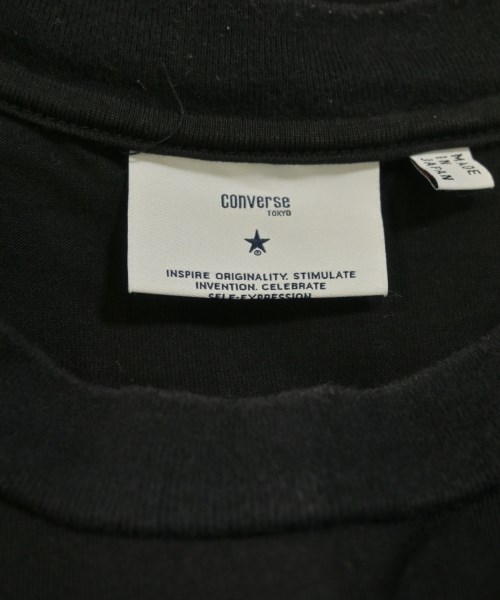 CONVERSE
TOKYO
®
INSPIRE ORIGINALITY. STIMULATE
INVENTION. CELEBRATE
SELF-EXPRESSION
MADE
IN
JAPAN